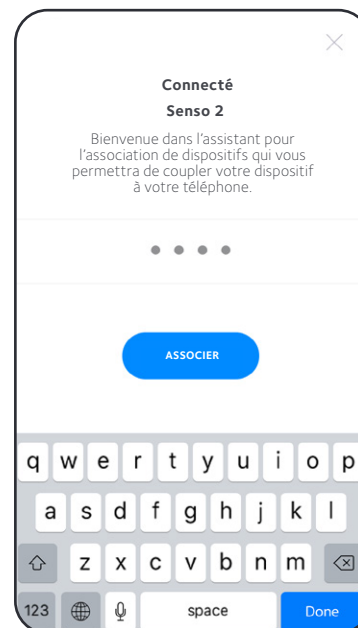 Connecté
Senso 2
Bienvenue dans l'assistant pour
l'association de dispositifs qui vous
permettra de coupler votre dispositif
à votre téléphone.
ASSOCIER
q w e r t y u i o p
a s d f g h j k l
z x c v b n m
123 space Done